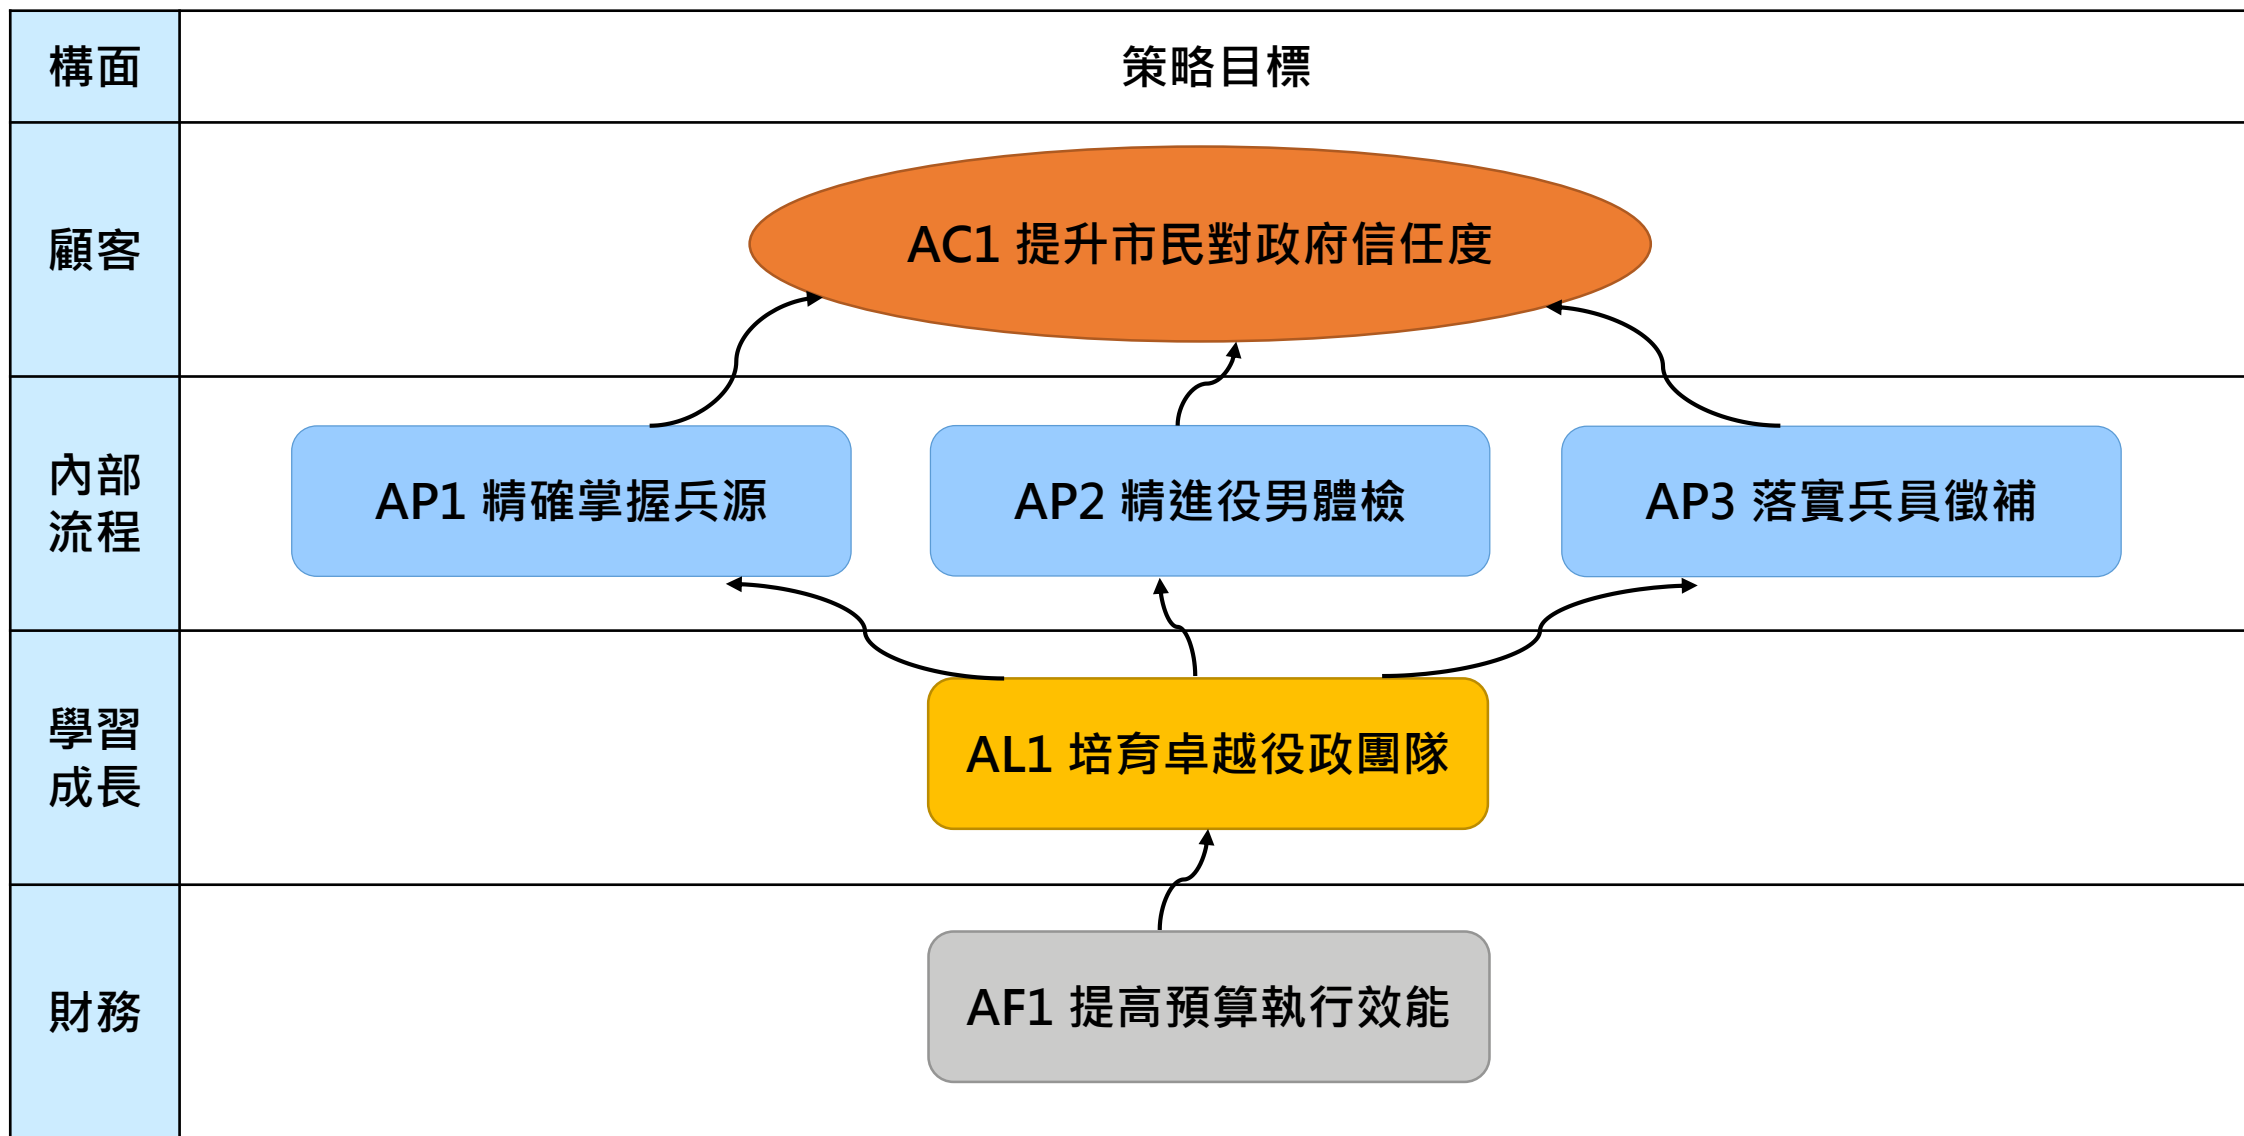 構面
策略目標
顧客
AC1 提升市民對政府信任度
內部
流程
AP1 精確掌握兵源
AP2 精進役男體檢
AP3 落實兵員徵補
學習
成長
AL1 培育卓越役政團隊
財務
AF1 提高預算執行效能